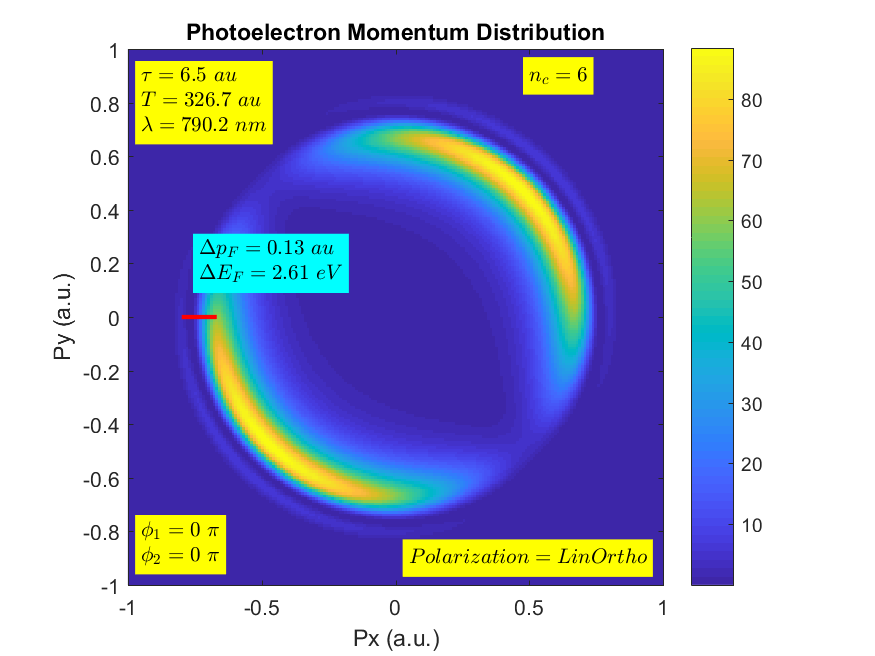 Photoelectron Momentum Distribution
τ = 6.5 au
T = 326.7 au
λ = 790.2 nm
n_c = 6
Δp_F = 0.13 au
ΔE_F = 2.61 eV
ϕ_1 = 0 π
ϕ_2 = 0 π
Polarization = LinOrtho
1
0.8
0.6
0.4
0.2
0
-0.2
-0.4
-0.6
-0.8
-1
Py (a.u.)
-1 -0.5 0 0.5 1
Px (a.u.)
80
70
60
50
40
30
20
10